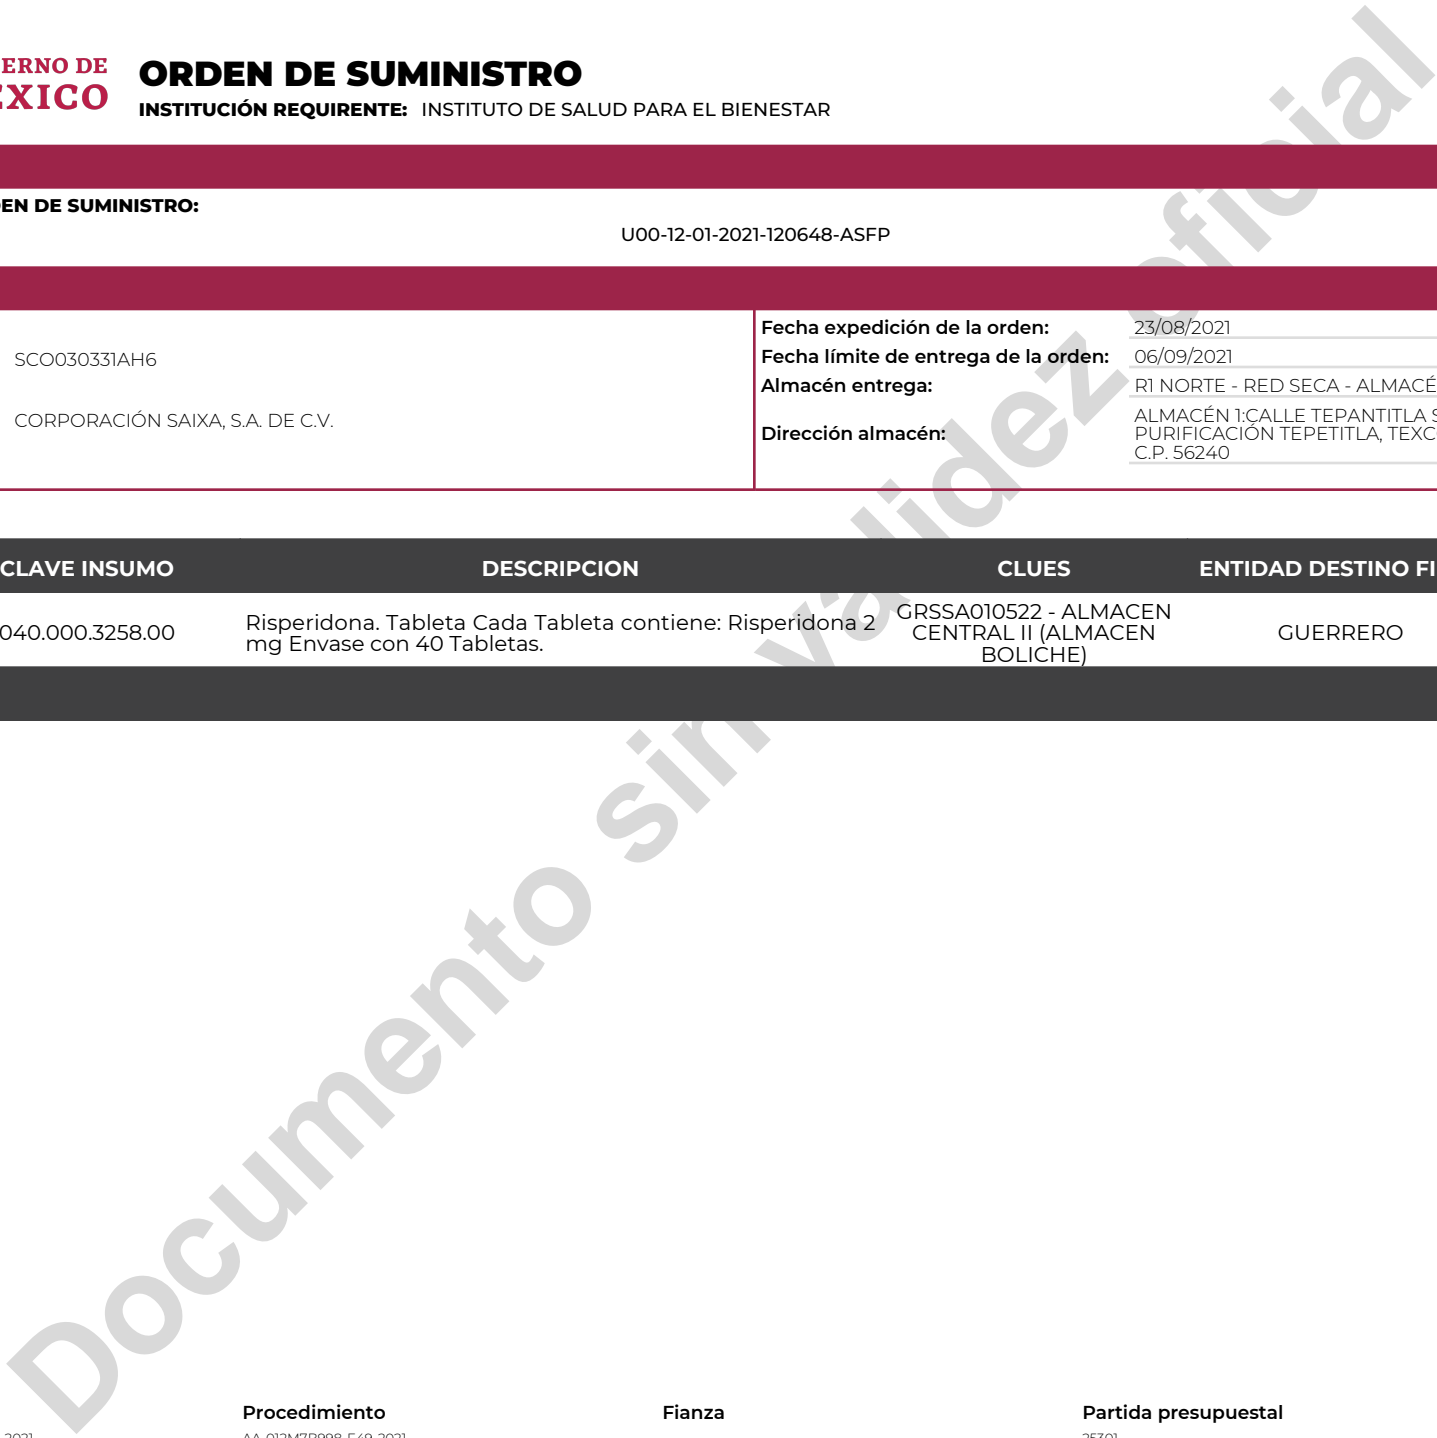 ERNO DE
ORDEN DE SUMINISTRO
EXICO
INSTITUCIÓN REQUIRENTE: INSTITUTO DE SALUD PARA EL BIENESTAR
EN DE SUMINISTRO:
U00-12-01-2021-120648-ASFP
Fecha expedición de la orden: 23/08/2021
SCO030331AH6
Fecha límite de entrega de la orden: 06/09/2021
Almacén entrega: R1 NORTE - RED SECA - ALMACÉ
CORPORACIÓN SAIXA, S.A. DE C.V.
Dirección almacén:
ALMACÉN 1:CALLE TEPANTITLA S
PURIFICACIÓN TEPETITLA, TEXC
C.P. 56240
CLAVE INSUMO DESCRIPCION CLUES ENTIDAD DESTINO FI
040.000.3258.00
Risperidona. Tableta Cada Tableta contiene: Risperidona 2
mg Envase con 40 Tabletas.
GRSSA010522 - ALMACEN
CENTRAL II (ALMACEN
BOLICHE)
GUERRERO
Documento sin validez oficial
Procedimiento Fianza Partida presupuestal